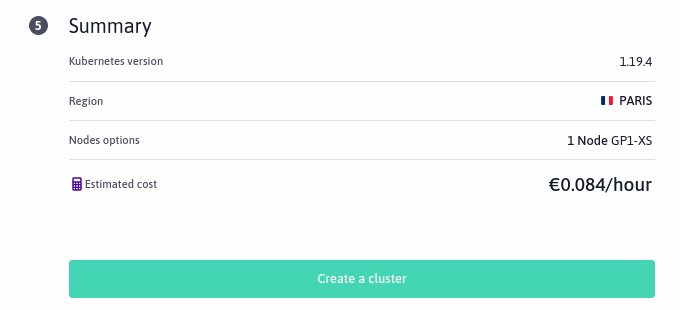 5 Summary
Kubernetes version 1.19.4
Region PARIS
Nodes options 1 Node GP1-XS
Estimated cost €0.084/hour
Create a cluster